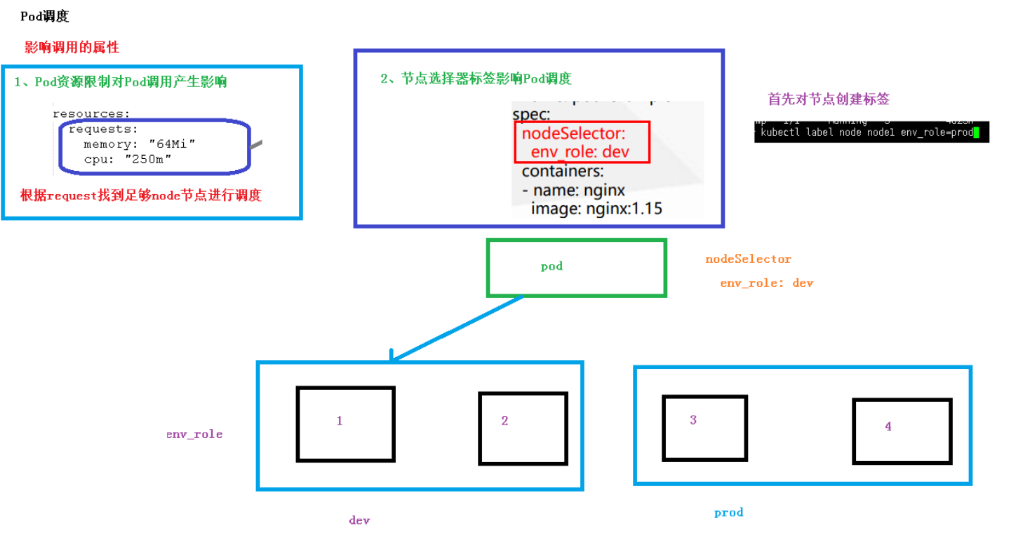 Pod调度
影响调用的属性
1、Pod资源限制对Pod调用产生影响
resources:
requests:
memory: "64Mi"
cpu: "250m"
根据request找到足够node节点进行调度
2、节点选择器标签影响Pod调度
spec:
nodeSelector:
env_role: dev
containers:
- name: nginx
image: nginx:1.15
首先对节点创建标签
kubectl label node node1 env_role=prod
pod
nodeSelector
env_role: dev
1
2
3
4
env_role
dev
prod